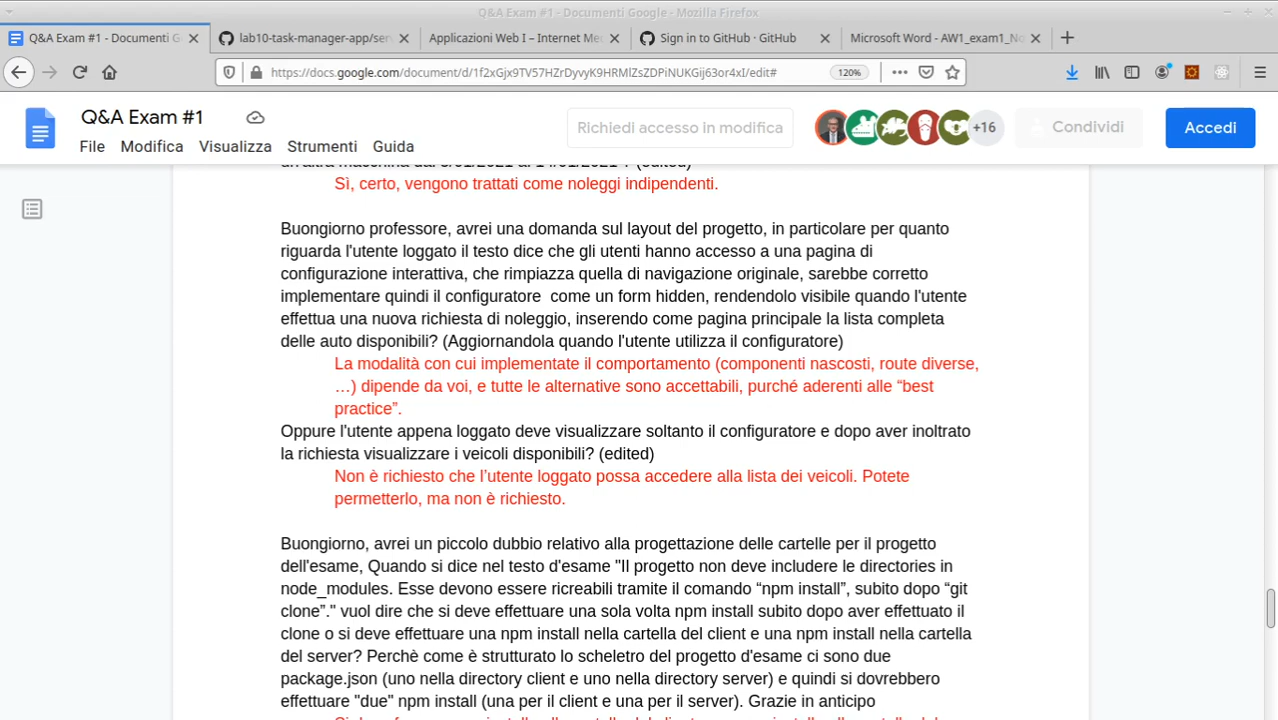 Q&A Exam #1 - Documenti Google - Mozilla Firefox
Q&A Exam #1 - Documenti G
lab10-task-manager-app/ser
Applicazioni Web I – Internet Me
Sign in to GitHub · GitHub
Microsoft Word - AW1_exam1_No
https://docs.google.com/document/d/1f2xGjx9TV57HZrDyvyK9HRMlZsZDPiNUKGij63or4xI/edit#
120%
Q&A Exam #1
Richiedi accesso in modifica
+16
Condividi
Accedi
File Modifica Visualizza Strumenti Guida
un'altra macchina dal 8/01/2021 al 14/01/2021 ? (edited)
Sì, certo, vengono trattati come noleggi indipendenti.
Buongiorno professore, avrei una domanda sul layout del progetto, in particolare per quanto
riguarda l'utente loggato il testo dice che gli utenti hanno accesso a una pagina di
configurazione interattiva, che rimpiazza quella di navigazione originale, sarebbe corretto
implementare quindi il configuratore come un form hidden, rendendolo visibile quando l'utente
effettua una nuova richiesta di noleggio, inserendo come pagina principale la lista completa
delle auto disponibili? (Aggiornandola quando l'utente utilizza il configuratore)
La modalità con cui implementate il comportamento (componenti nascosti, route diverse,
…) dipende da voi, e tutte le alternative sono accettabili, purché aderenti alle “best
practice”.
Oppure l'utente appena loggato deve visualizzare soltanto il configuratore e dopo aver inoltrato
la richiesta visualizzare i veicoli disponibili? (edited)
Non è richiesto che l’utente loggato possa accedere alla lista dei veicoli. Potete
permetterlo, ma non è richiesto.
Buongiorno, avrei un piccolo dubbio relativo alla progettazione delle cartelle per il progetto
dell'esame, Quando si dice nel testo d'esame "Il progetto non deve includere le directories in
node_modules. Esse devono essere ricreabili tramite il comando “npm install”, subito dopo “git
clone”." vuol dire che si deve effettuare una sola volta npm install subito dopo aver effettuato il
clone o si deve effettuare una npm install nella cartella del client e una npm install nella cartella
del server? Perchè come è strutturato lo scheletro del progetto d'esame ci sono due
package.json (uno nella directory client e uno nella directory server) e quindi si dovrebbero
effettuare "due" npm install (una per il client e una per il server). Grazie in anticipo